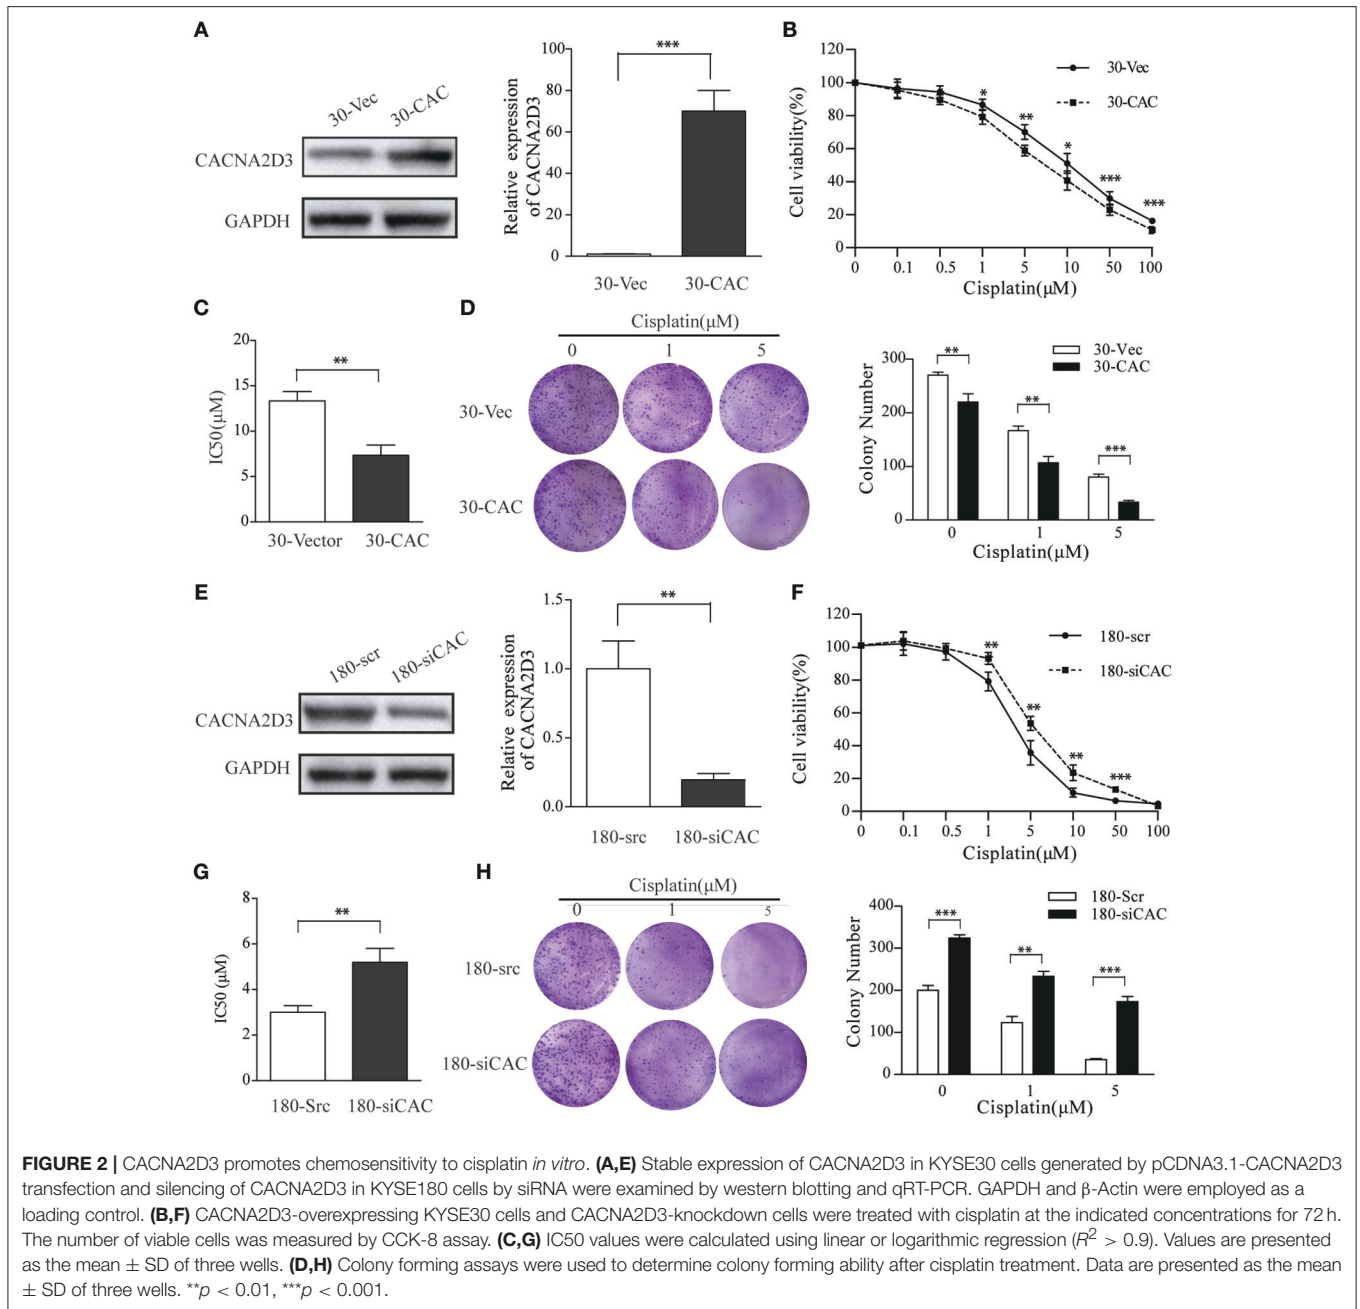 A
30-Vec
30-CAC
CACNA2D3
GAPDH
Relative expression
of CACNA2D3
100
80
60
40
20
0
***
30-Vec
30-CAC
B
Cell viability(%)
120
100
80
60
40
20
0
30-Vec
30-CAC
*
**
*
***
***
0
0.1
0.5
1
5
10
50
100
Cisplatin(μM)
C
IC50(μM)
20
15
10
5
0
**
30-Vector
30-CAC
D
Cisplatin(μM)
0
1
5
30-Vec
30-CAC
Colony Number
300
200
100
0
30-Vec
30-CAC
**
**
***
0
1
5
Cisplatin(μM)
E
180-scr
180-siCAC
CACNA2D3
GAPDH
Relative expression
of CACNA2D3
1.5
1.0
0.5
0.0
**
180-src
180-siCAC
F
Cell viability(%)
120
100
80
60
40
20
0
180-scr
180-siCAC
**
**
**
***
0
0.1
0.5
1
5
10
50
100
Cisplatin(μM)
G
IC50 (μM)
8
6
4
2
0
**
180-Src
180-siCAC
H
Cisplatin(μM)
0
1
5
180-src
180-siCAC
Colony Number
400
300
200
100
0
180-Scr
180-siCAC
***
**
***
0
1
5
Cisplatin(μM)
FIGURE 2 | CACNA2D3 promotes chemosensitivity to cisplatin in vitro. (A,E) Stable expression of CACNA2D3 in KYSE30 cells generated by pCDNA3.1-CACNA2D3
transfection and silencing of CACNA2D3 in KYSE180 cells by siRNA were examined by western blotting and qRT-PCR. GAPDH and β-Actin were employed as a
loading control. (B,F) CACNA2D3-overexpressing KYSE30 cells and CACNA2D3-knockdown cells were treated with cisplatin at the indicated concentrations for 72 h.
The number of viable cells was measured by CCK-8 assay. (C,G) IC50 values were calculated using linear or logarithmic regression (R² > 0.9). Values are presented
as the mean ± SD of three wells. (D,H) Colony forming assays were used to determine colony forming ability after cisplatin treatment. Data are presented as the mean
± SD of three wells. **p < 0.01, ***p < 0.001.